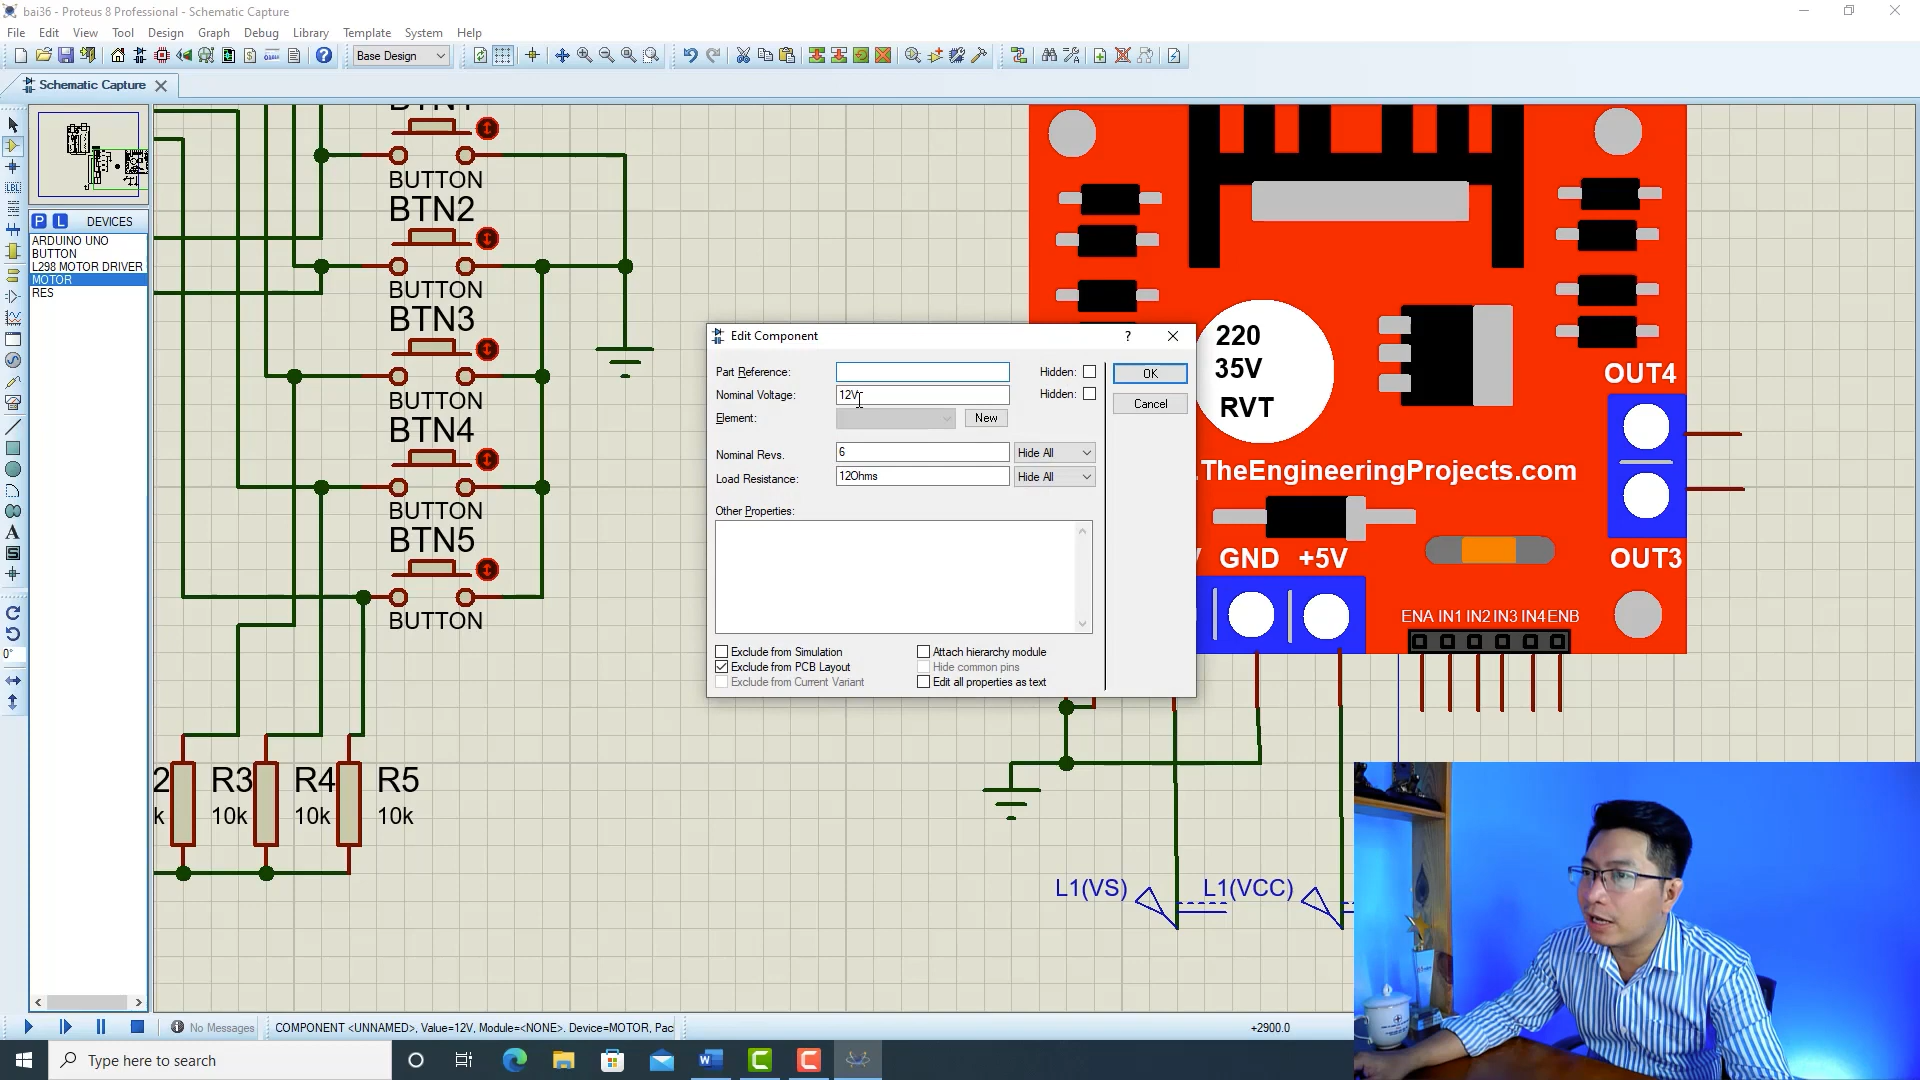 bai36 - Proteus 8 Professional - Schematic Capture
File Edit View Tool Design Graph Debug Library Template System Help
Base Design
Schematic Capture
P L DEVICES
ARDUINO UNO
BUTTON
L298 MOTOR DRIVER
MOTOR
RES
LBL
A
S
0°
BUTTON
BTN2
BUTTON
BTN3
BUTTON
BTN4
BUTTON
BTN5
BUTTON
2 R3 R4 R5
k 10k 10k 10k
Edit Component
?
Part Reference: Hidden:
Nominal Voltage: 12V Hidden:
Element: New
Nominal Revs. 6 Hide All
Load Resistance: 12Ohms Hide All
Other Properties:
OK
Cancel
Exclude from Simulation Attach hierarchy module
Exclude from PCB Layout Hide common pins
Exclude from Current Variant Edit all properties as text
220
35V
RVT
OUT4
.TheEngineeringProjects.com
GND +5V
OUT3
ENA IN1 IN2 IN3 IN4 ENB
L1(VS) L1(VCC)
No Messages COMPONENT <UNNAMED>, Value=12V, Module=<NONE>. Device=MOTOR, Pac +2900.0
Type here to search